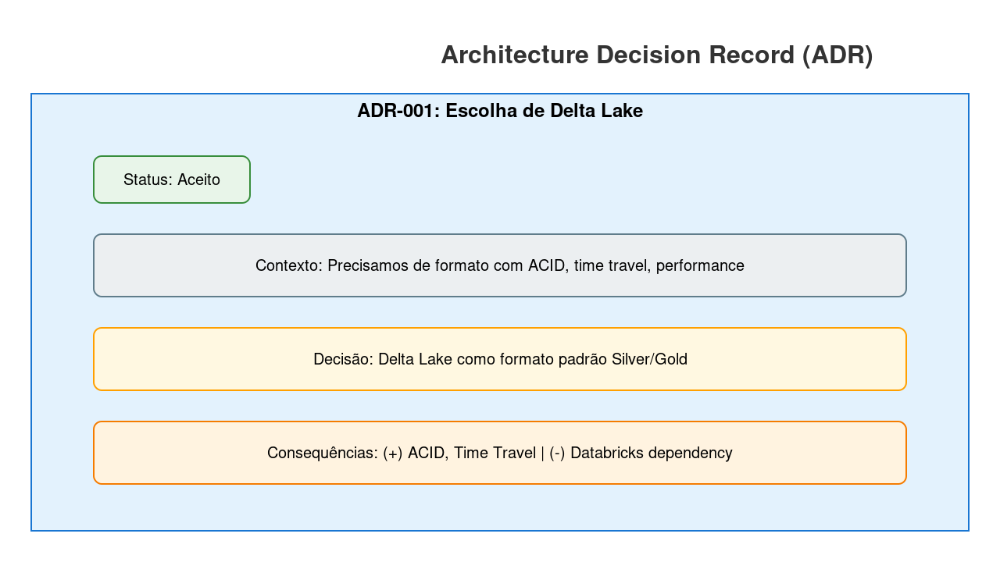 Architecture Decision Record (ADR)
ADR-001: Escolha de Delta Lake
Status: Aceito
Contexto: Precisamos de formato com ACID, time travel, performance
Decisão: Delta Lake como formato padrão Silver/Gold
Consequências: (+) ACID, Time Travel | (-) Databricks dependency